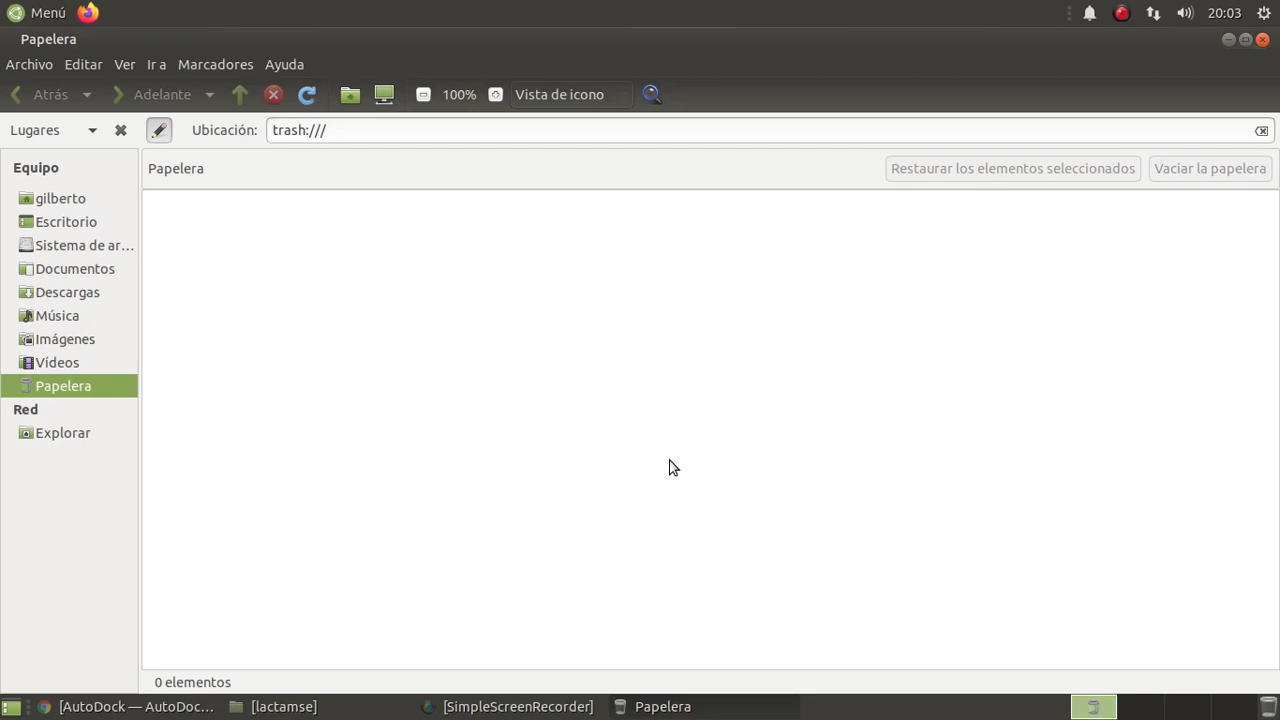 Menú
20:03
Papelera
Archivo Editar Ver Ir a Marcadores Ayuda
Atrás Adelante 100% Vista de icono
Lugares Ubicación: trash:///
Equipo
gilberto
Escritorio
Sistema de ar…
Documentos
Descargas
Música
Imágenes
Vídeos
Papelera
Red
Explorar
Papelera Restaurar los elementos seleccionados Vaciar la papelera
0 elementos
[AutoDock — AutoDoc… [lactamse] [SimpleScreenRecorder] Papelera